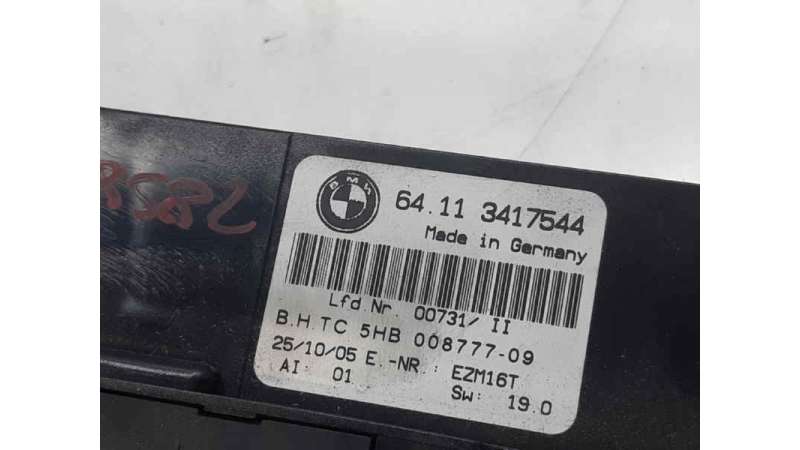 BMW
64.11 3417544
Made in Germany
Lfd.Nr. 00731/ II
B.H.TC 5HB 008777-09
25/10/05 E.-NR : EZM16T
AI: 01 Sw: 19.0